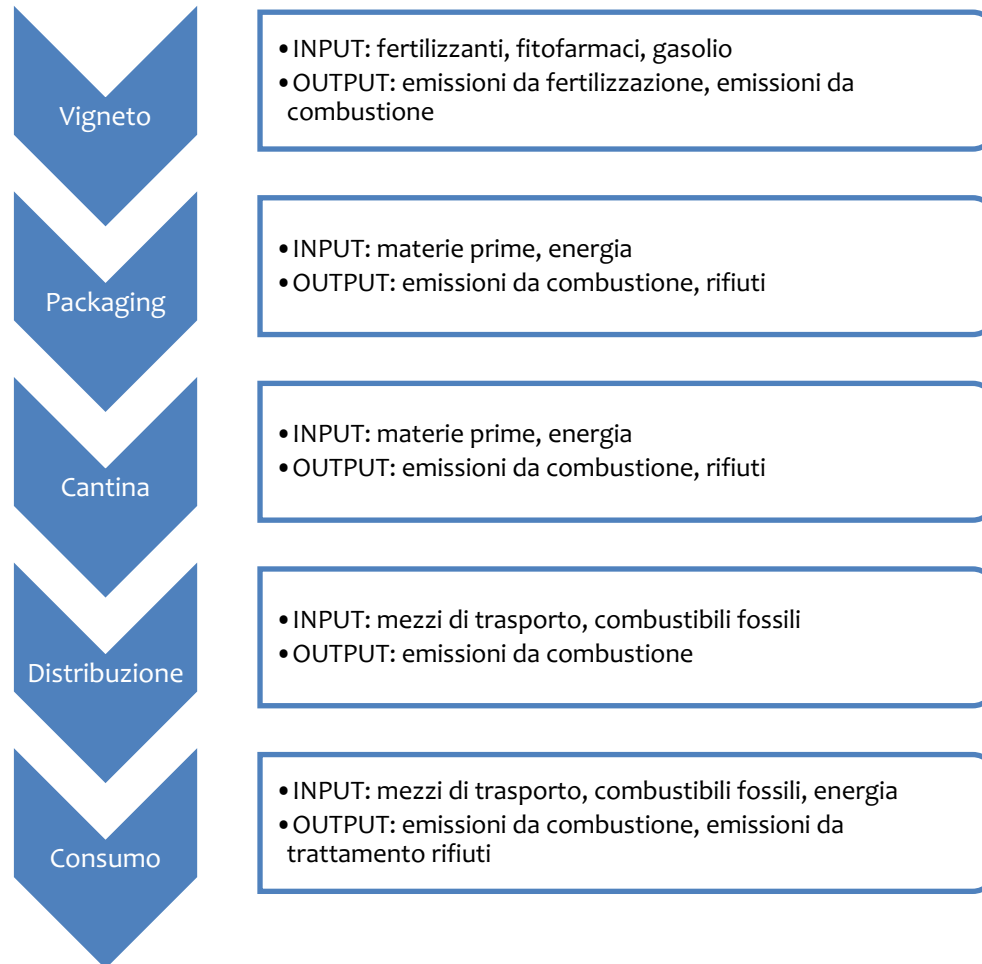 Vigneto
•INPUT: fertilizzanti, fitofarmaci, gasolio
•OUTPUT: emissioni da fertilizzazione, emissioni da
combustione
Packaging
•INPUT: materie prime, energia
•OUTPUT: emissioni da combustione, rifiuti
Cantina
•INPUT: materie prime, energia
•OUTPUT: emissioni da combustione, rifiuti
Distribuzione
•INPUT: mezzi di trasporto, combustibili fossili
•OUTPUT: emissioni da combustione
Consumo
•INPUT: mezzi di trasporto, combustibili fossili, energia
•OUTPUT: emissioni da combustione, emissioni da
trattamento rifiuti